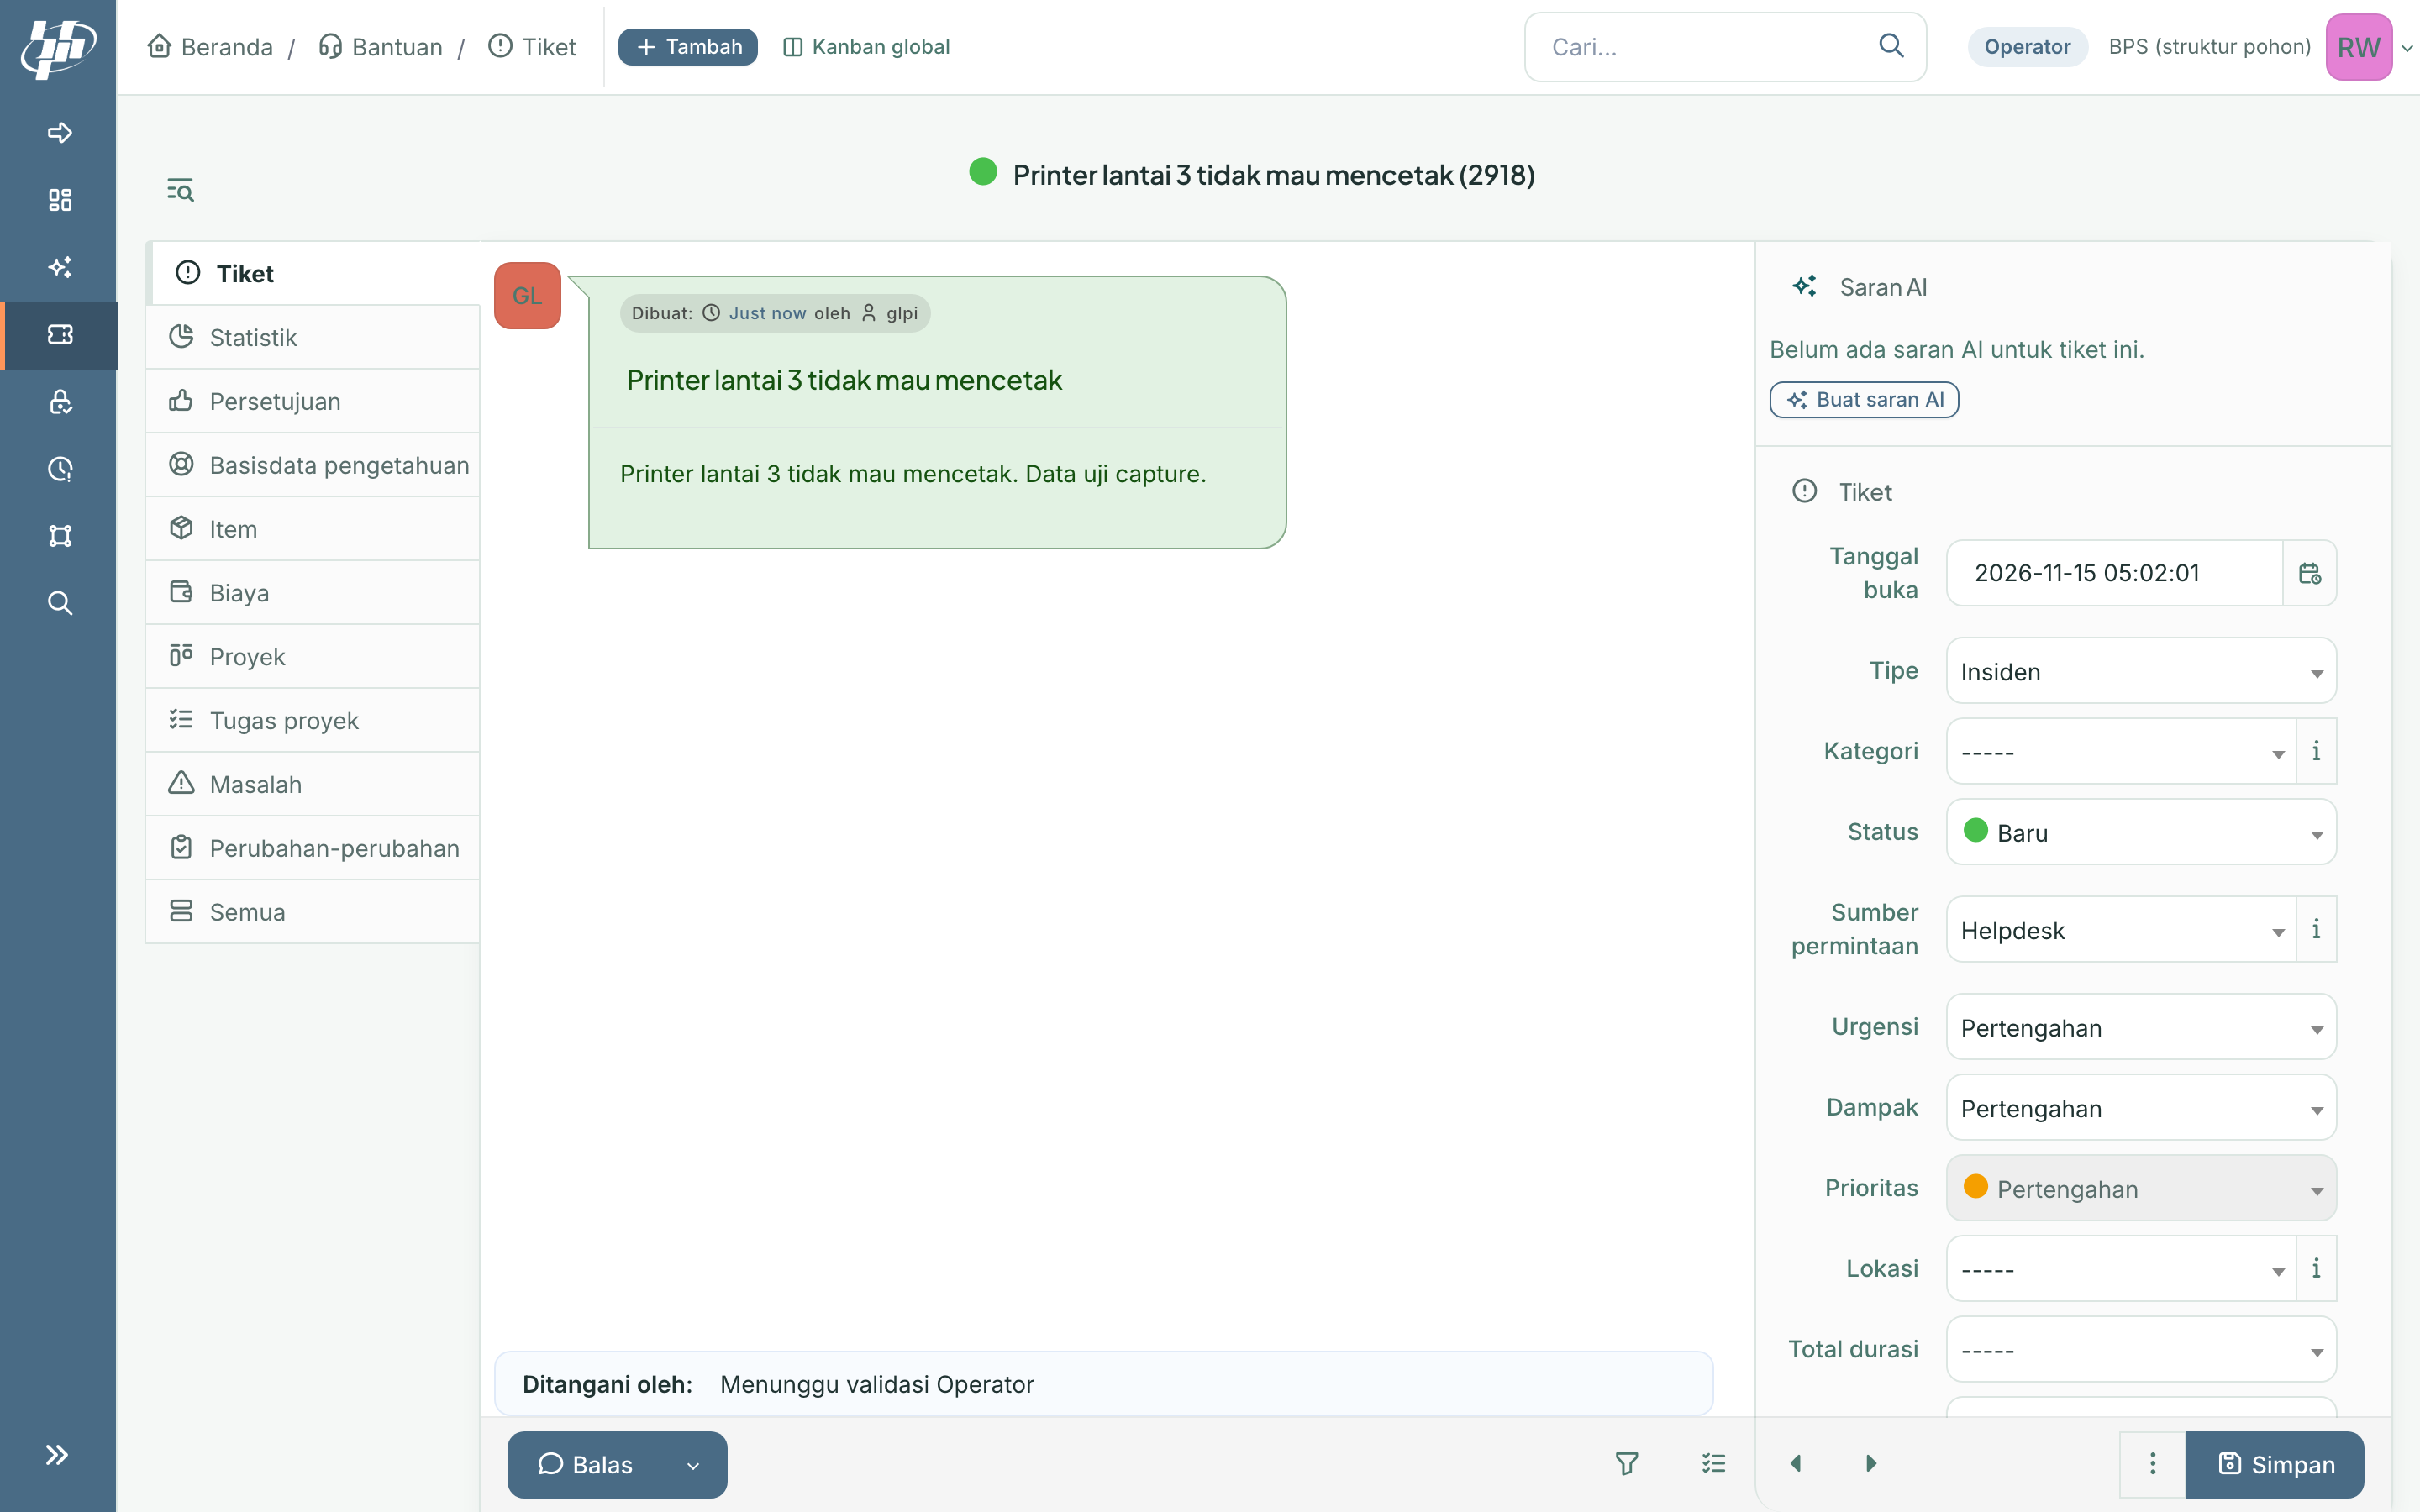 Beranda / Bantuan / Tiket
+ Tambah
Kanban global
Cari...
Operator
BPS (struktur pohon)
RW
Printer lantai 3 tidak mau mencetak (2918)
Tiket
Statistik
Persetujuan
Basisdata pengetahuan
Item
Biaya
Proyek
Tugas proyek
Masalah
Perubahan-perubahan
Semua
GL
Dibuat: Just now oleh glpi
Printer lantai 3 tidak mau mencetak
Printer lantai 3 tidak mau mencetak. Data uji capture.
Ditangani oleh: Menunggu validasi Operator
Balas
Saran AI
Belum ada saran AI untuk tiket ini.
Buat saran AI
Tiket
Tanggal
buka
2026-11-15 05:02:01
Tipe
Insiden
Kategori
-----
i
Status
Baru
Sumber
permintaan
Helpdesk
i
Urgensi
Pertengahan
Dampak
Pertengahan
Prioritas
Pertengahan
Lokasi
-----
i
Total durasi
-----
Simpan